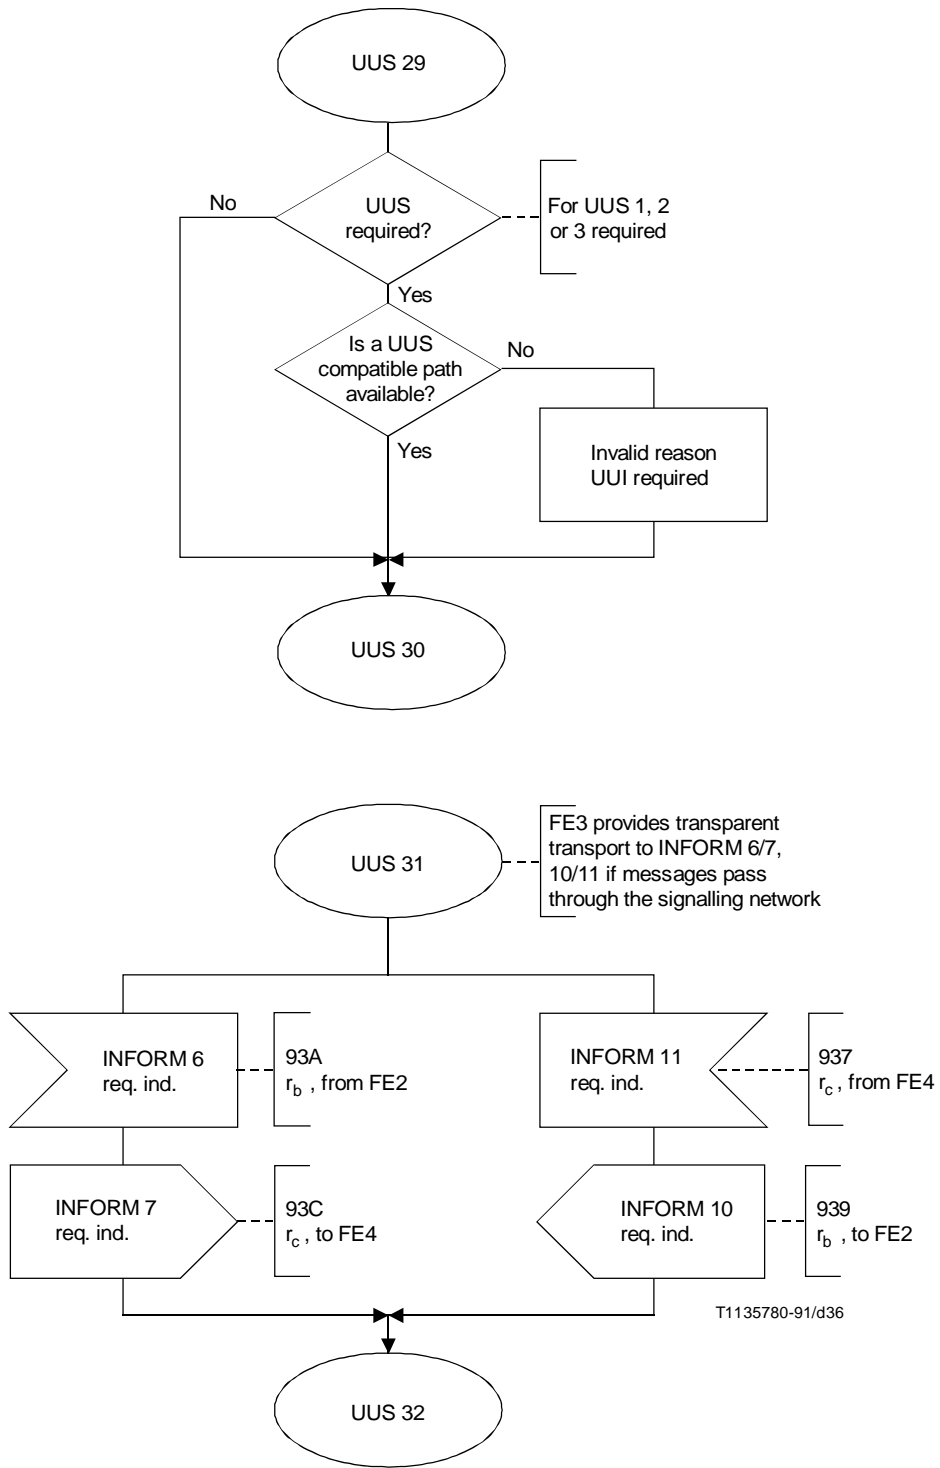 UUS 29
No
UUS
required?
For UUS 1, 2
or 3 required
Yes
Is a UUS
compatible path
available?
No
Yes
Invalid reason
UUI required
UUS 30
UUS 31
FE3 provides transparent
transport to INFORM 6/7,
10/11 if messages pass
through the signalling network
INFORM 6
req. ind.
93A
rb , from FE2
INFORM 11
req. ind.
937
rc , from FE4
INFORM 7
req. ind.
93C
rc , to FE4
INFORM 10
req. ind.
939
rb , to FE2
T1135780-91/d36
UUS 32